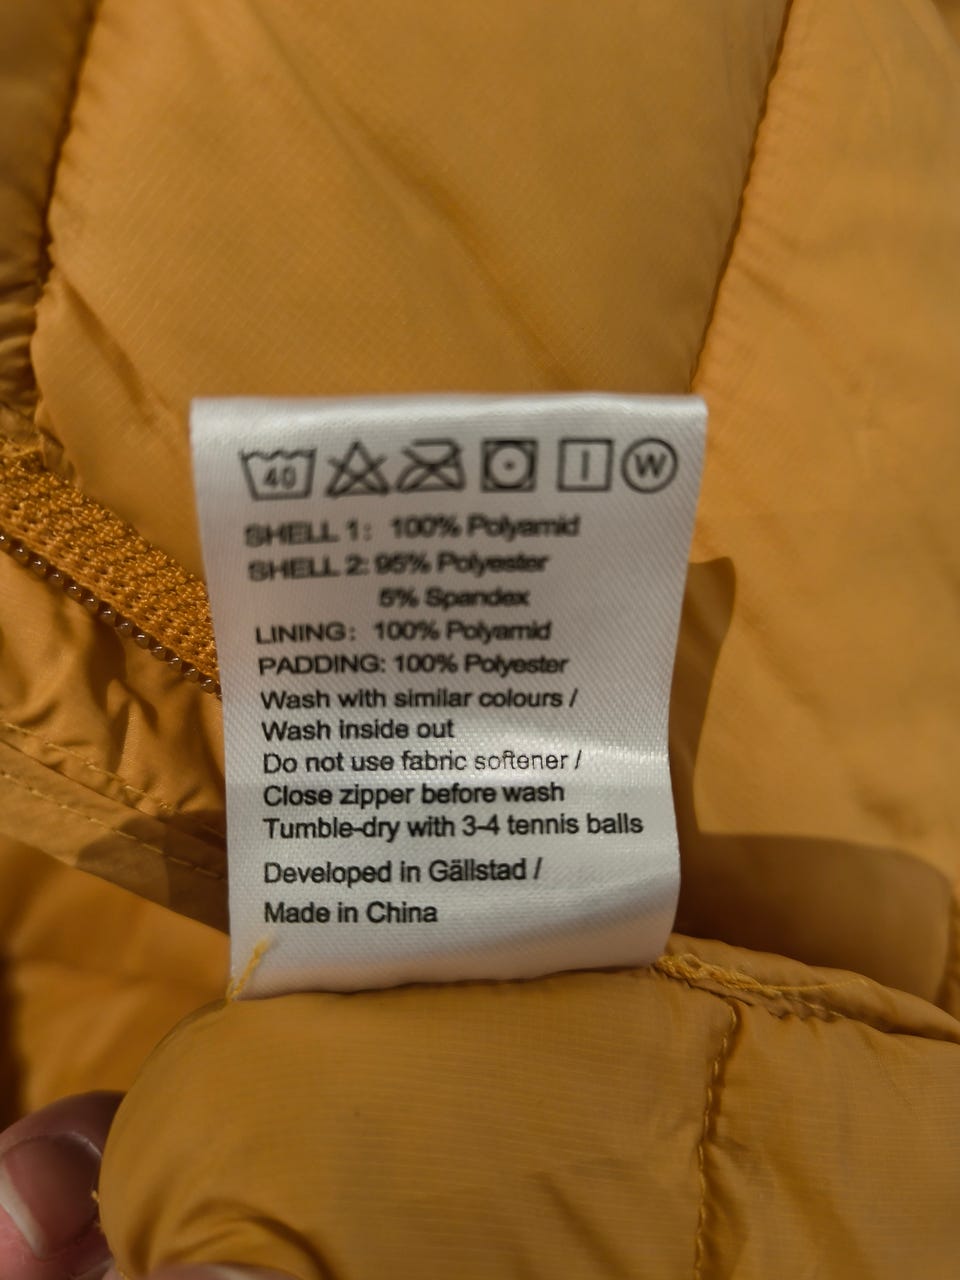 40 I W
SHELL 1: 100% Polyamid
SHELL 2: 95% Polyester
5% Spandex
LINING: 100% Polyamid
PADDING: 100% Polyester
Wash with similar colours /
Wash inside out
Do not use fabric softener /
Close zipper before wash
Tumble-dry with 3-4 tennis balls
Developed in Gällstad /
Made in China